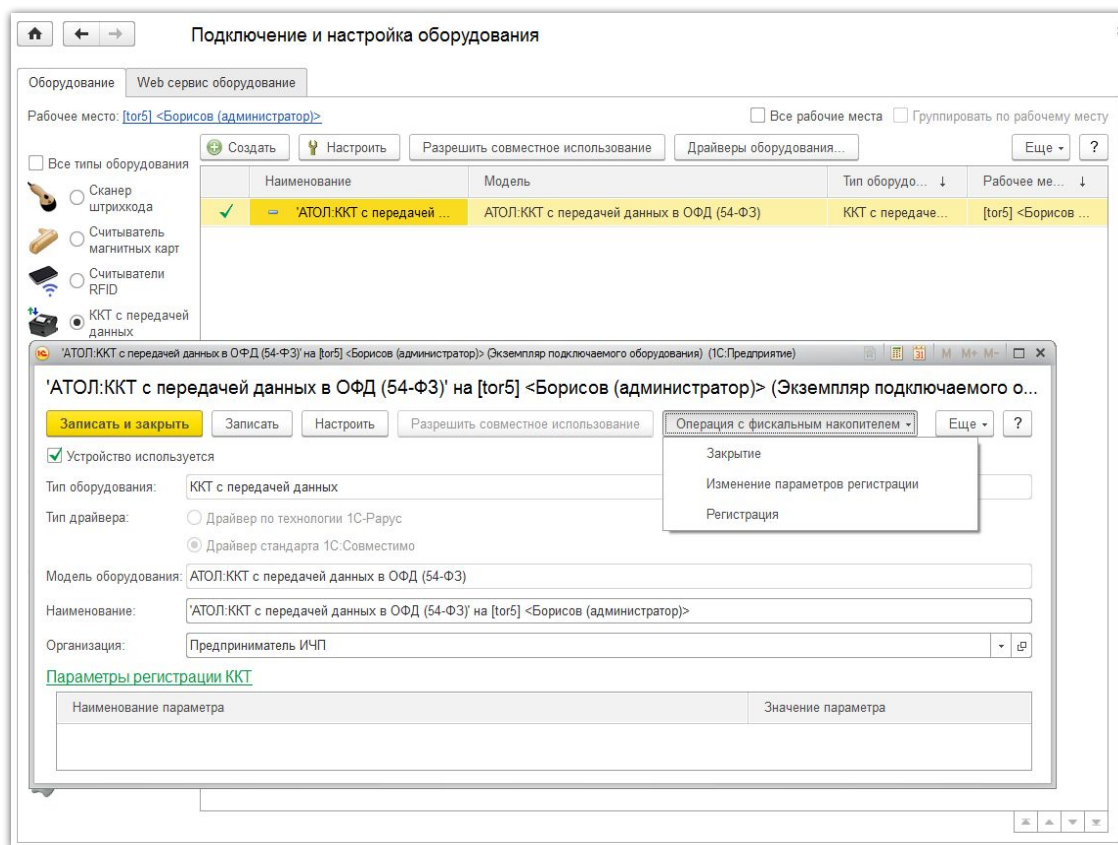 Подключение и настройка оборудования
Оборудование Web сервис оборудование
Рабочее место: [tor5] <Борисов (администратор)> Все рабочие места Группировать по рабочему месту
Создать Настроить Разрешить совместное использование Драйверы оборудования... Еще ?
Все типы оборудования
Наименование Модель Тип оборудо... ↓ Рабочее ме... ↓
'АТОЛ:ККТ с передачей ... АТОЛ:ККТ с передачей данных в ОФД (54-ФЗ) ККТ с передаче... [tor5] <Борисов ...
Сканер
штрихкода
Считыватель
магнитных карт
Считыватели
RFID
ККТ с передачей
данных
'АТОЛ:ККТ с передачей данных в ОФД (54-ФЗ)' на [tor5] <Борисов (администратор)> (Экземпляр подключаемого оборудования) (1С:Предприятие) 31 M M+ M-
'АТОЛ:ККТ с передачей данных в ОФД (54-ФЗ)' на [tor5] <Борисов (администратор)> (Экземпляр подключаемого о...
Записать и закрыть Записать Настроить Разрешить совместное использование Операция с фискальным накопителем Еще ?
Закрытие
Изменение параметров регистрации
Регистрация
Устройство используется
Тип оборудования: ККТ с передачей данных
Тип драйвера: Драйвер по технологии 1С-Рарус
Драйвер стандарта 1С:Совместимо
Модель оборудования: АТОЛ:ККТ с передачей данных в ОФД (54-ФЗ)
Наименование: 'АТОЛ:ККТ с передачей данных в ОФД (54-ФЗ)' на [tor5] <Борисов (администратор)>
Организация: Предприниматель ИЧП
Параметры регистрации ККТ
Наименование параметра Значение параметра